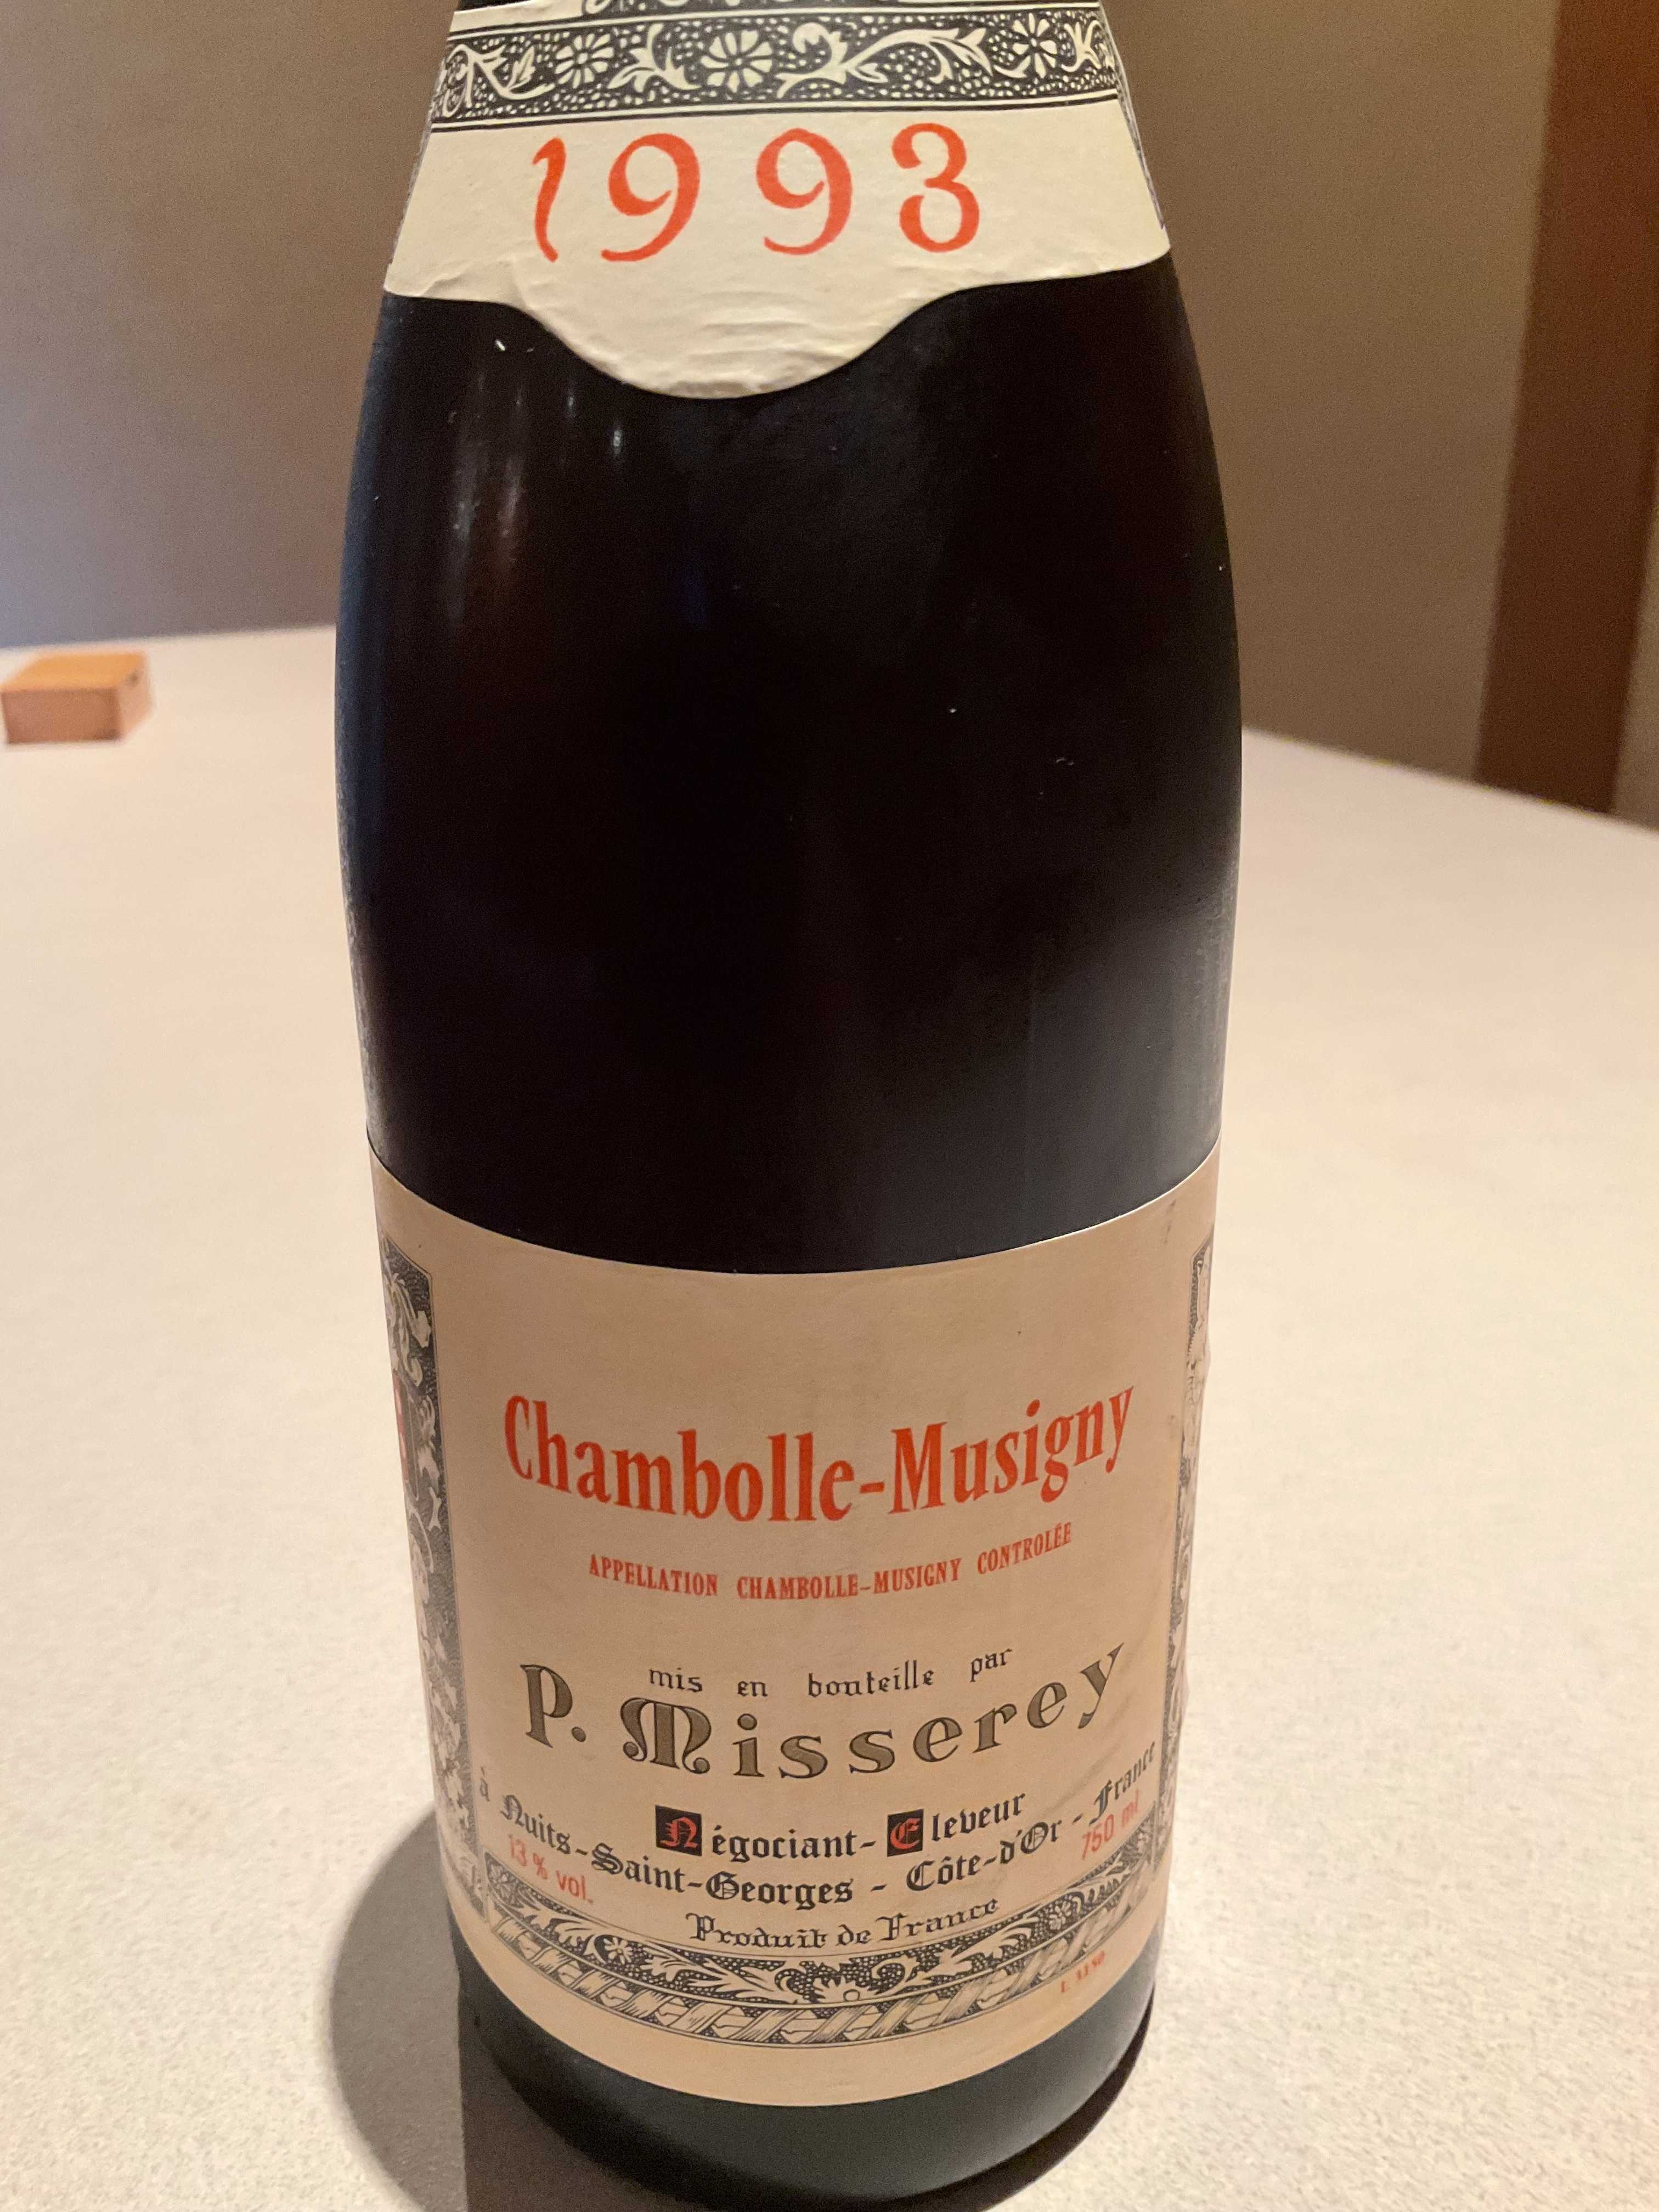 1993
Chambolle-Musigny
APPELLATION CHAMBOLLE-MUSIGNY CONTROLÉE
mis en bouteille par
P. Misserey
Négociant-Eleveur
à Nuits-Saint-Georges - Côte-d'Or - France
13 % vol.
750 ml
Produit de France